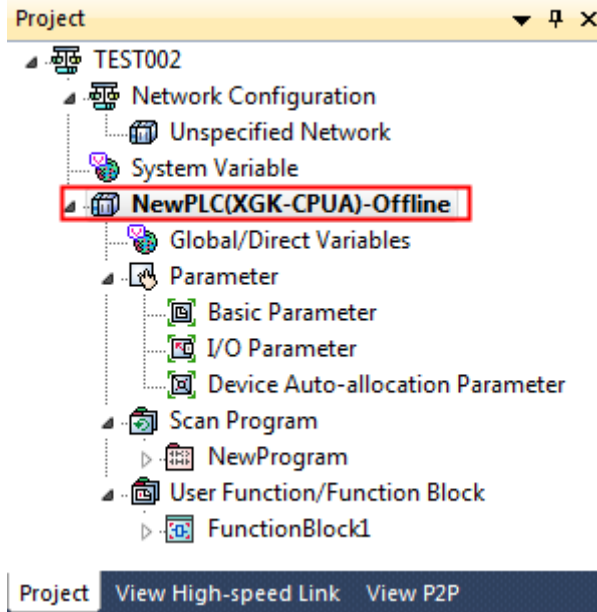 Project
TEST002
Network Configuration
Unspecified Network
System Variable
NewPLC(XGK-CPUA)-Offline
Global/Direct Variables
Parameter
Basic Parameter
I/O Parameter
Device Auto-allocation Parameter
Scan Program
NewProgram
User Function/Function Block
FunctionBlock1
Project View High-speed Link View P2P